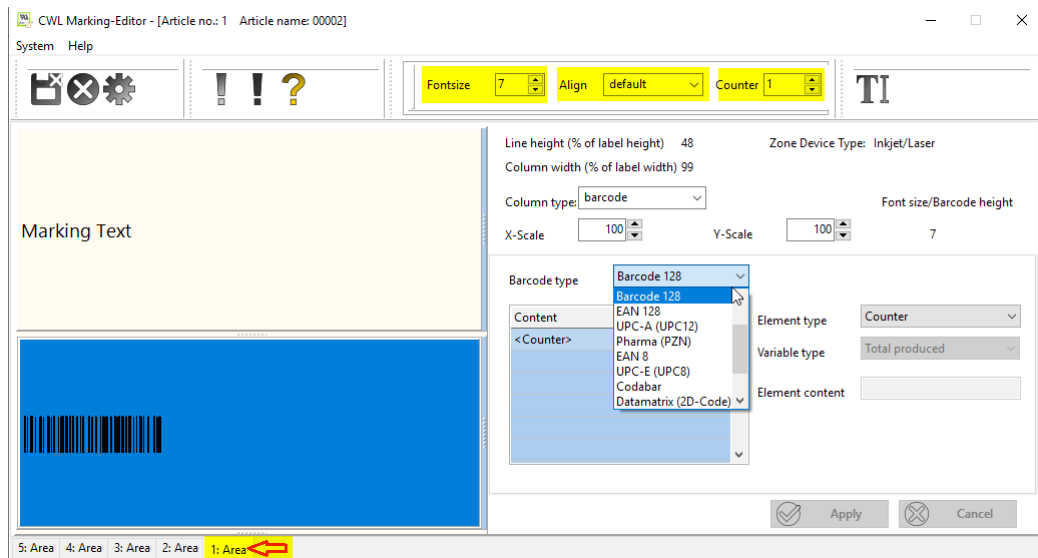 CWL Marking-Editor - [Article no.: 1 Article name: 00002]
System Help
Fontsize 7 Align default Counter 1
TI
Line height (% of label height) 48 Zone Device Type: Inkjet/Laser
Column width (% of label width) 99
Column type: barcode Font size/Barcode height
X-Scale 100 Y-Scale 100 7
Marking Text
Barcode type Barcode 128
Barcode 128
EAN 128
UPC-A (UPC12)
Pharma (PZN)
EAN 8
UPC-E (UPC8)
Codabar
Datamatrix (2D-Code)
Content
<Counter>
Element type Counter
Variable type Total produced
Element content
Apply Cancel
5: Area 4: Area 3: Area 2: Area 1: Area